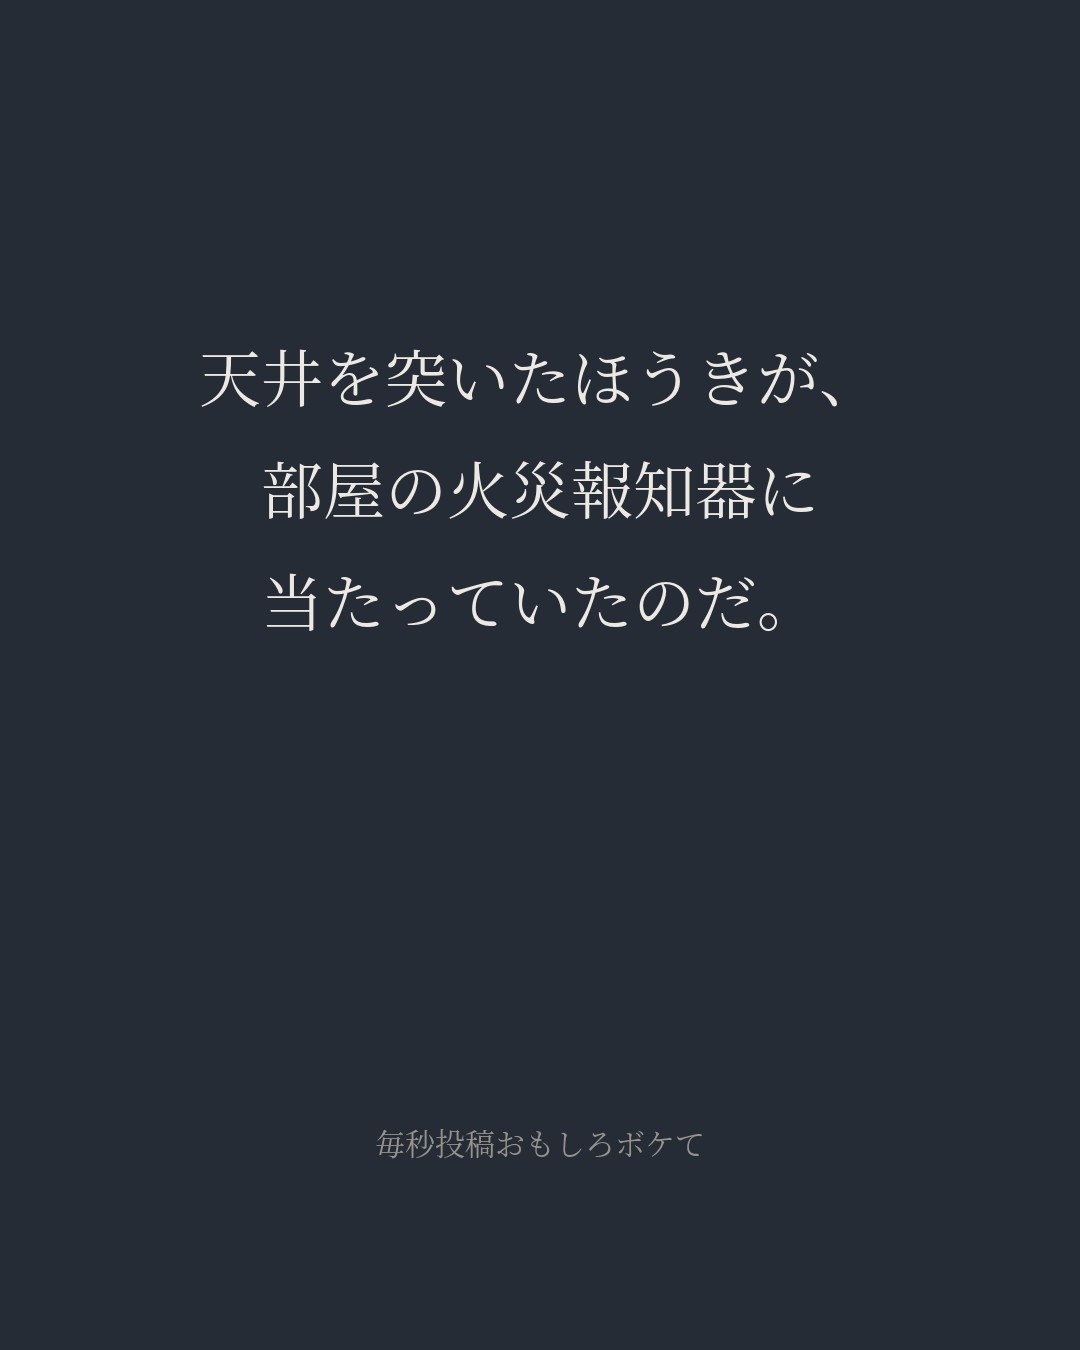 天井を突いたほうきが、
部屋の火災報知器に
当たっていたのだ。
毎秒投稿おもしろボケて